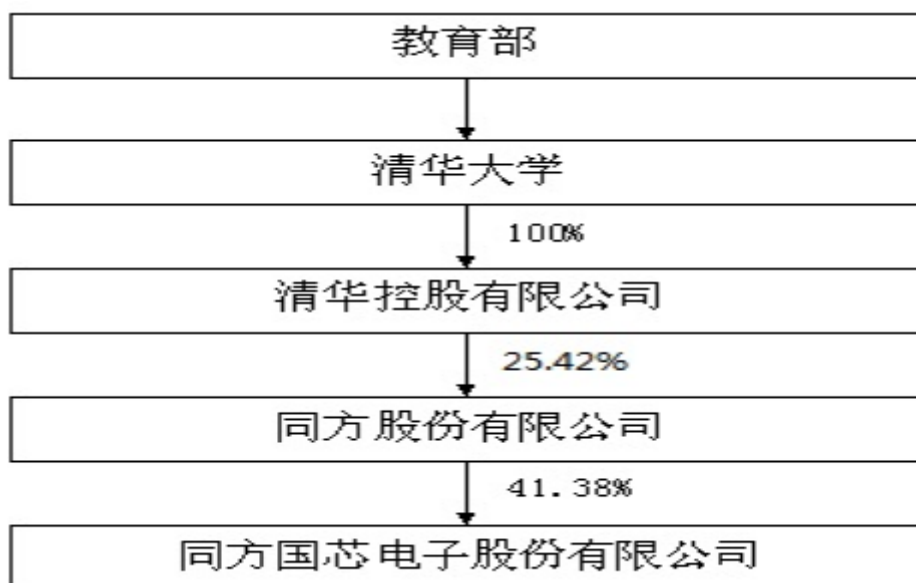 教育部
清华大学
100%
清华控股有限公司
25.42%
同方股份有限公司
41.38%
同方国芯电子股份有限公司